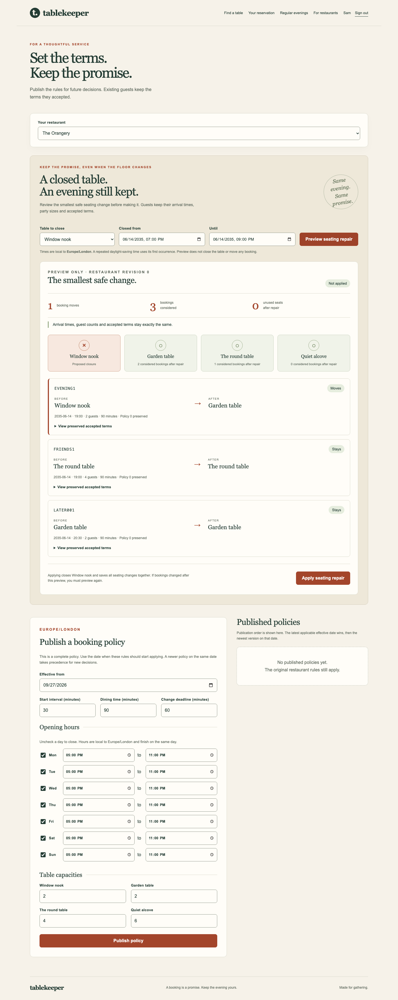 t. tablekeeper
Find a table
Your reservation
Regular evenings
For restaurants
Sam
Sign out
FOR A THOUGHTFUL SERVICE
Set the terms.
Keep the promise.
Publish the rules for future decisions. Existing guests keep the
terms they accepted.
Your restaurant
The Orangery
KEEP THE PROMISE, EVEN WHEN THE FLOOR CHANGES
A closed table.
An evening still kept.
Review the smallest safe seating change before making it. Guests keep their arrival times,
party sizes and accepted terms.
Same
evening.
Same
promise.
Table to close
Window nook
Closed from
06/14/2035, 07:00 PM
Until
06/14/2035, 09:00 PM
Preview seating repair
Times are local to Europe/London. A repeated daylight-saving time uses its first occurrence. Preview does not close the table or move any booking.
PREVIEW ONLY · RESTAURANT REVISION 0
The smallest safe change.
Not applied
1 booking moves
3 bookings
considered
0 unused seats
after repair
Arrival times, guest counts and accepted terms stay exactly the same.
Window nook
Proposed closure
Garden table
2 considered bookings after repair
The round table
1 considered bookings after repair
Quiet alcove
0 considered bookings after repair
EVENING1
Moves
BEFORE
Window nook
→
AFTER
Garden table
2035-06-14 · 19:00 · 2 guests · 90 minutes · Policy 0 preserved
View preserved accepted terms
FRIENDS1
Stays
BEFORE
The round table
→
AFTER
The round table
2035-06-14 · 19:00 · 4 guests · 90 minutes · Policy 0 preserved
View preserved accepted terms
LATER001
Stays
BEFORE
Garden table
→
AFTER
Garden table
2035-06-14 · 20:30 · 2 guests · 90 minutes · Policy 0 preserved
View preserved accepted terms
Applying closes Window nook and saves all seating changes together. If bookings changed after
this preview, you must preview again.
Apply seating repair
EUROPE/LONDON
Publish a booking policy
This is a complete policy. Use the date when these rules should start applying. A newer policy on the same date
takes precedence for new decisions.
Effective from
09/27/2026
Start interval (minutes)
30
Dining time (minutes)
90
Change deadline (minutes)
60
Opening hours
Uncheck a day to close. Hours are local to Europe/London and finish on the same day.
Mon 05:00 PM to 11:00 PM
Tue 05:00 PM to 11:00 PM
Wed 05:00 PM to 11:00 PM
Thu 05:00 PM to 11:00 PM
Fri 05:00 PM to 11:00 PM
Sat 05:00 PM to 11:00 PM
Sun 05:00 PM to 11:00 PM
Table capacities
Window nook
2
Garden table
2
The round table
4
Quiet alcove
6
Publish policy
Published policies
Publication order is shown here. The latest applicable effective date wins, then the
newest version on that date.
No published policies yet.
The original restaurant rules still apply.
tablekeeper
A booking is a promise. Keep the evening yours.
Made for gathering.